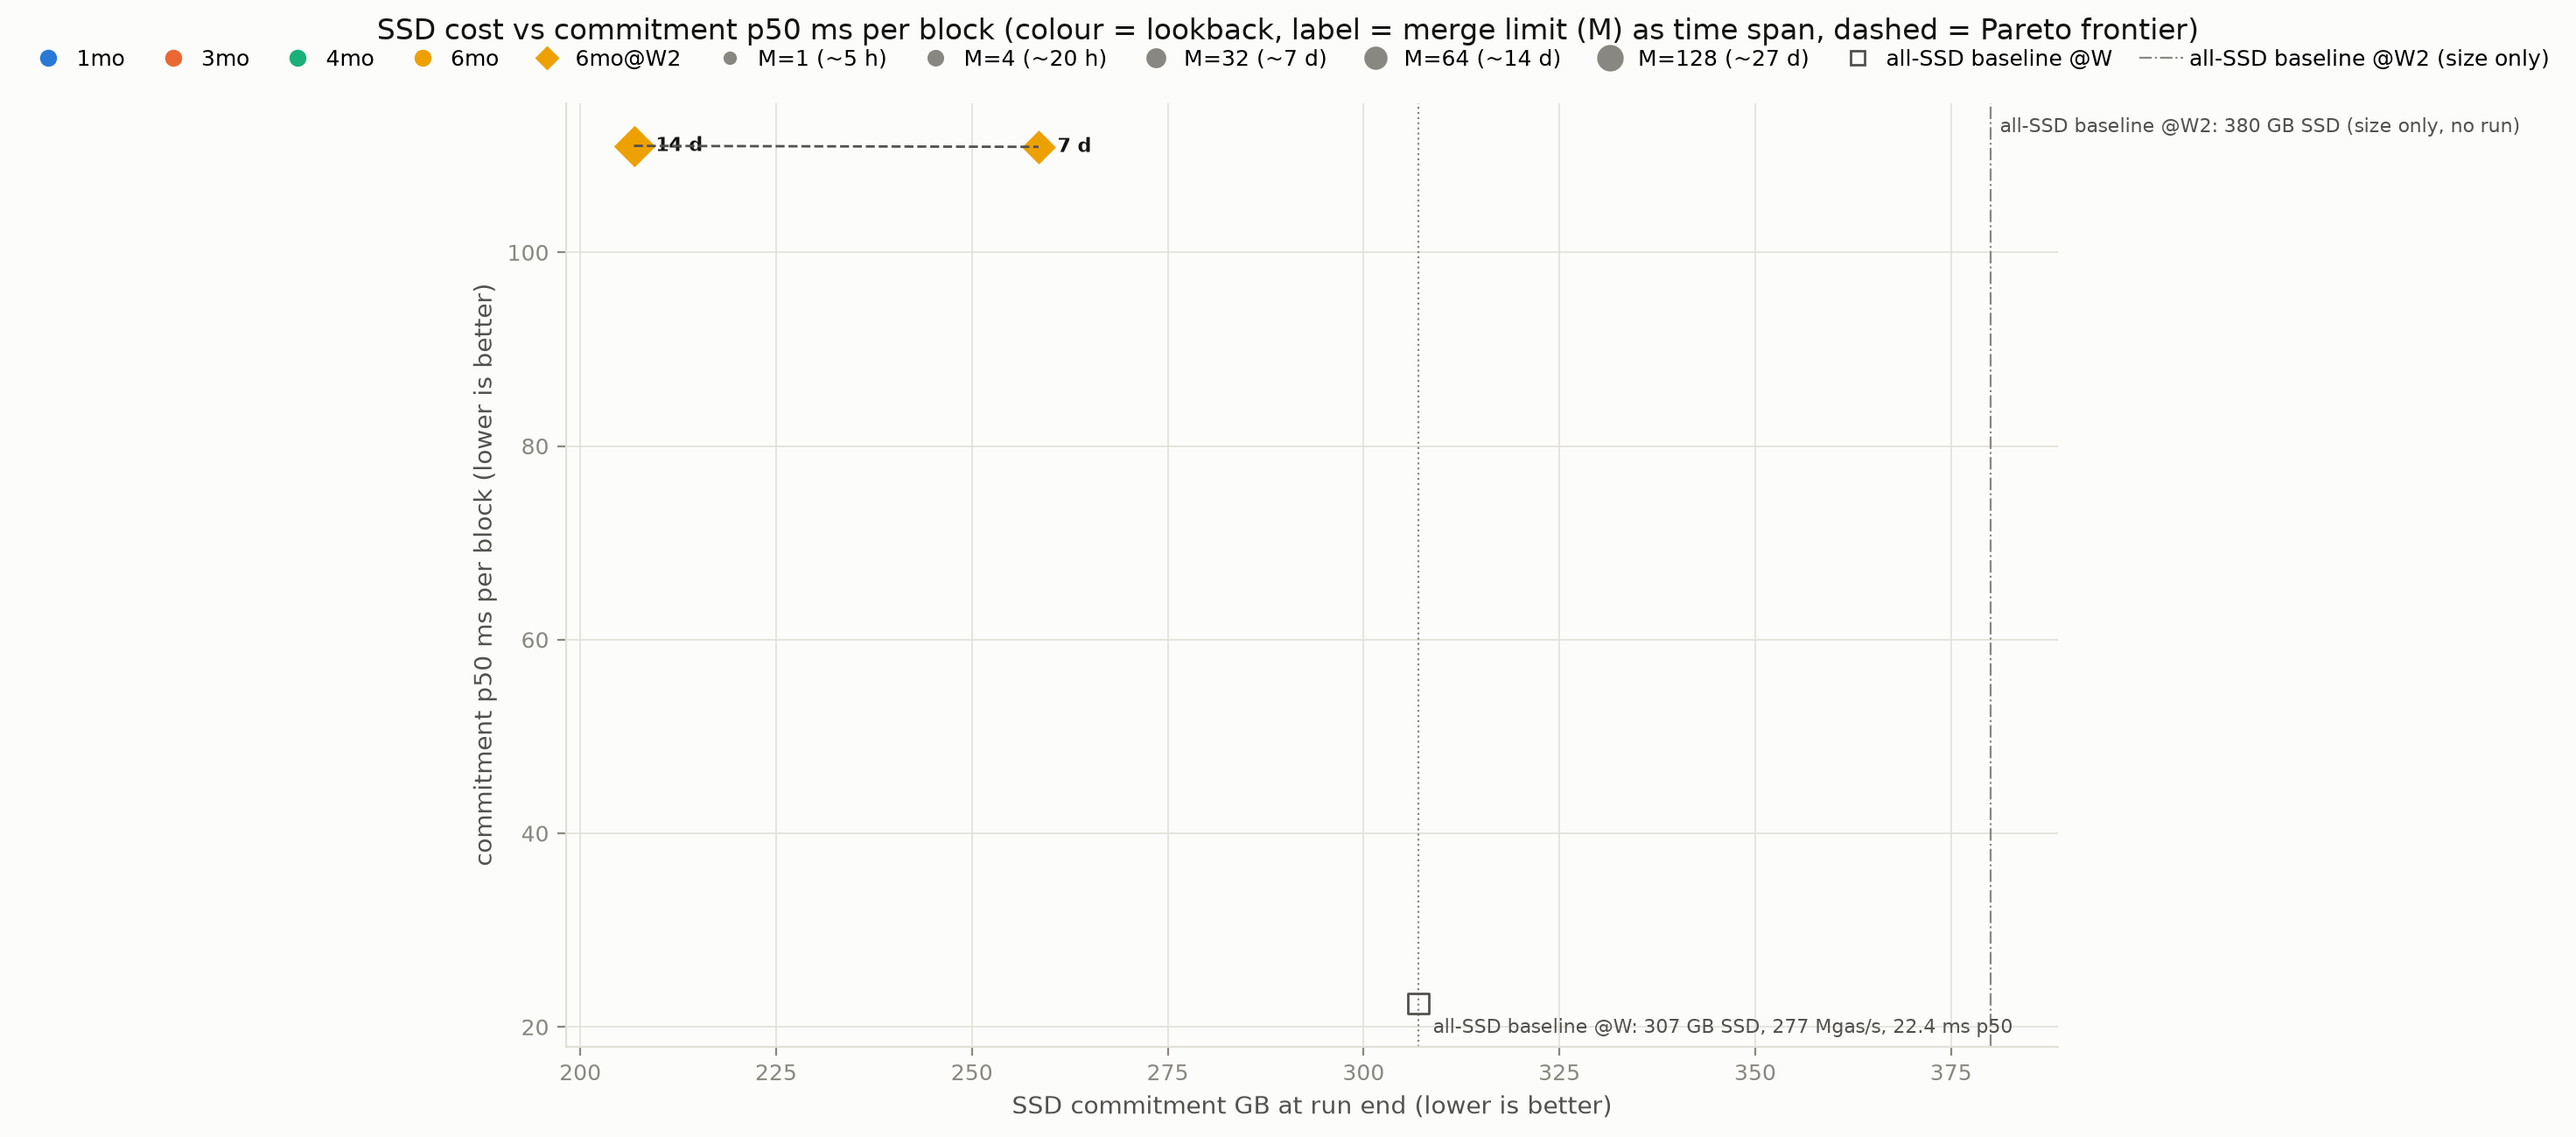 SSD cost vs commitment p50 ms per block (colour = lookback, label = merge limit (M) as time span, dashed = Pareto frontier)
1mo 3mo 4mo 6mo 6mo@W2 M=1 (~5 h) M=4 (~20 h) M=32 (~7 d) M=64 (~14 d) M=128 (~27 d) all-SSD baseline @W all-SSD baseline @W2 (size only)
all-SSD baseline @W2: 380 GB SSD (size only, no run)
14 d
7 d
100
80
60
40
20
commitment p50 ms per block (lower is better)
all-SSD baseline @W: 307 GB SSD, 277 Mgas/s, 22.4 ms p50
200 225 250 275 300 325 350 375
SSD commitment GB at run end (lower is better)